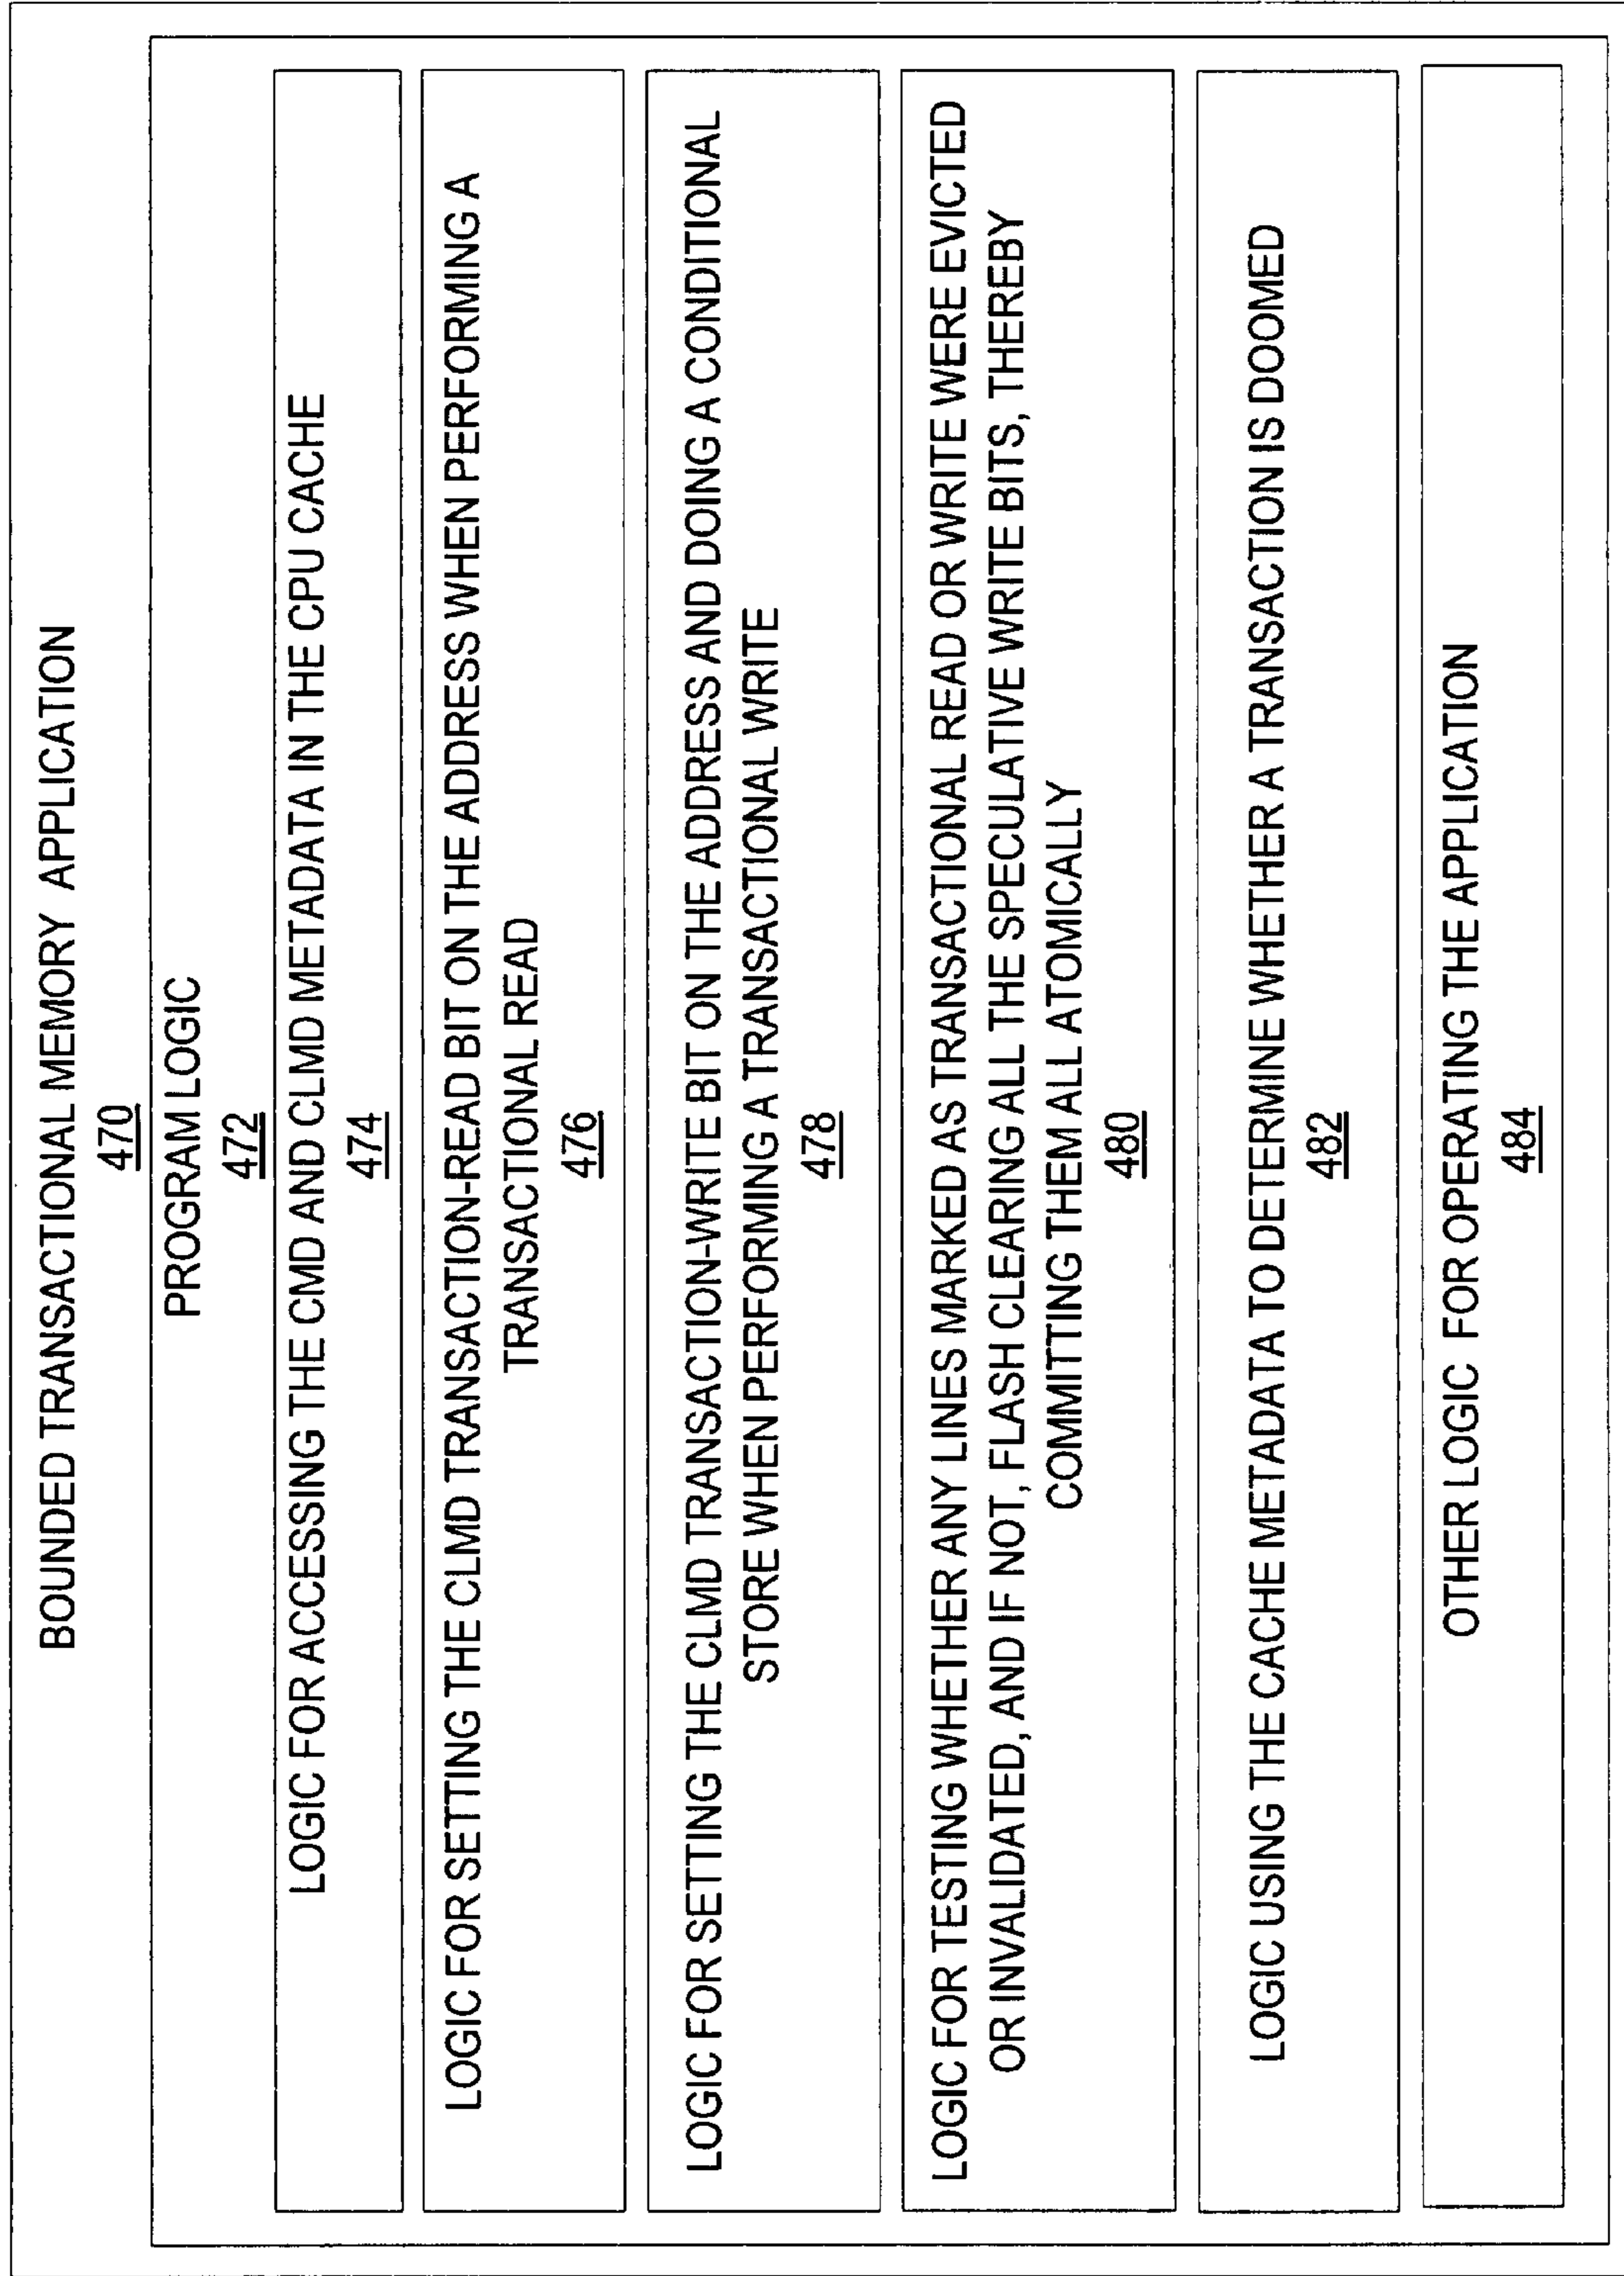 BOUNDED TRANSACTIONAL MEMORY APPLICATION
470
PROGRAM LOGIC
472
LOGIC FOR ACCESSING THE CMD AND CLMD METADATA IN THE CPU CACHE
474
LOGIC FOR SETTING THE CLMD TRANSACTION-READ BIT ON THE ADDRESS WHEN PERFORMING A
TRANSACTIONAL READ
476
LOGIC FOR SETTING THE CLMD TRANSACTION-WRITE BIT ON THE ADDRESS AND DOING A CONDITIONAL
STORE WHEN PERFORMING A TRANSACTIONAL WRITE
478
LOGIC FOR TESTING WHETHER ANY LINES MARKED AS TRANSACTIONAL READ OR WRITE WERE EVICTED
OR INVALIDATED, AND IF NOT, FLASH CLEARING ALL THE SPECULATIVE WRITE BITS, THEREBY
COMMITTING THEM ALL ATOMICALLY
480
LOGIC USING THE CACHE METADATA TO DETERMINE WHETHER A TRANSACTION IS DOOMED
482
OTHER LOGIC FOR OPERATING THE APPLICATION
484